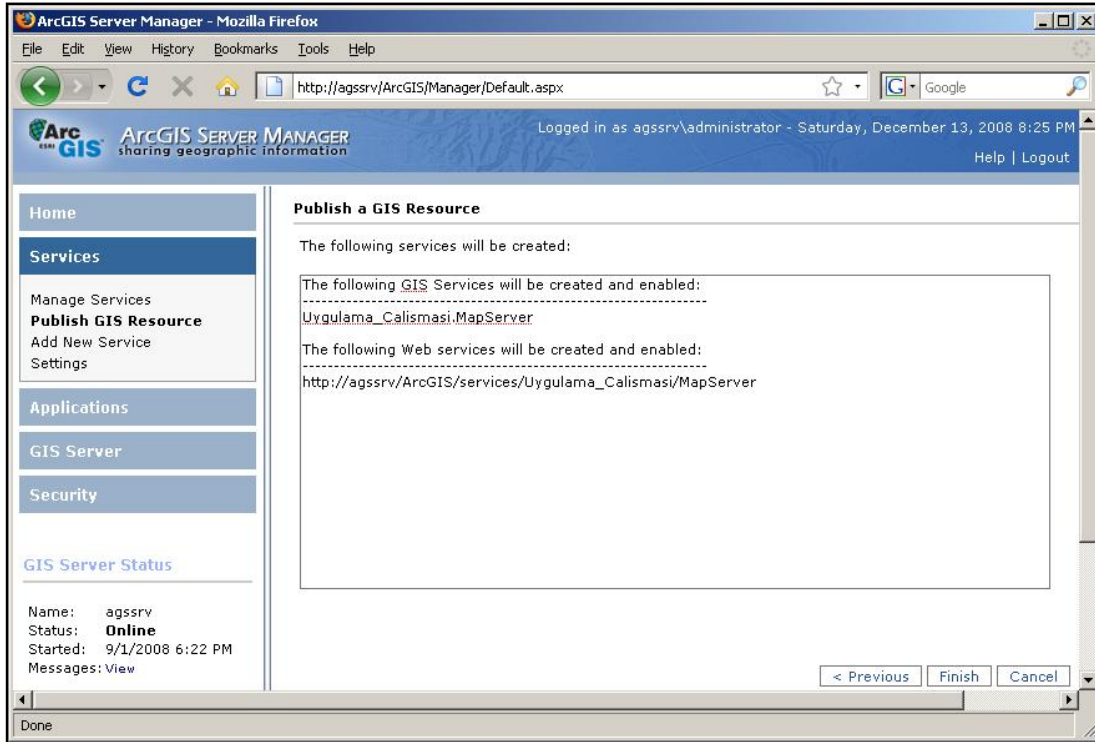 ArcGIS Server Manager - Mozilla Firefox
File Edit View History Bookmarks Tools Help
http://agssrv/ArcGIS/Manager/Default.aspx
G Google
Arc GIS
ESRI
ArcGIS Server Manager
sharing geographic information
Logged in as agssrv\administrator - Saturday, December 13, 2008 8:25 PM
Help | Logout
Home
Services
Manage Services
Publish GIS Resource
Add New Service
Settings
Applications
GIS Server
Security
GIS Server Status
Name: agssrv
Status: Online
Started: 9/1/2008 6:22 PM
Messages: View
Publish a GIS Resource
The following services will be created:
The following GIS Services will be created and enabled:
----------------------------------------------------------------
Uygulama_Calismasi.MapServer
The following Web services will be created and enabled:
----------------------------------------------------------------
http://agssrv/ArcGIS/services/Uygulama_Calismasi/MapServer
< Previous Finish Cancel
Done